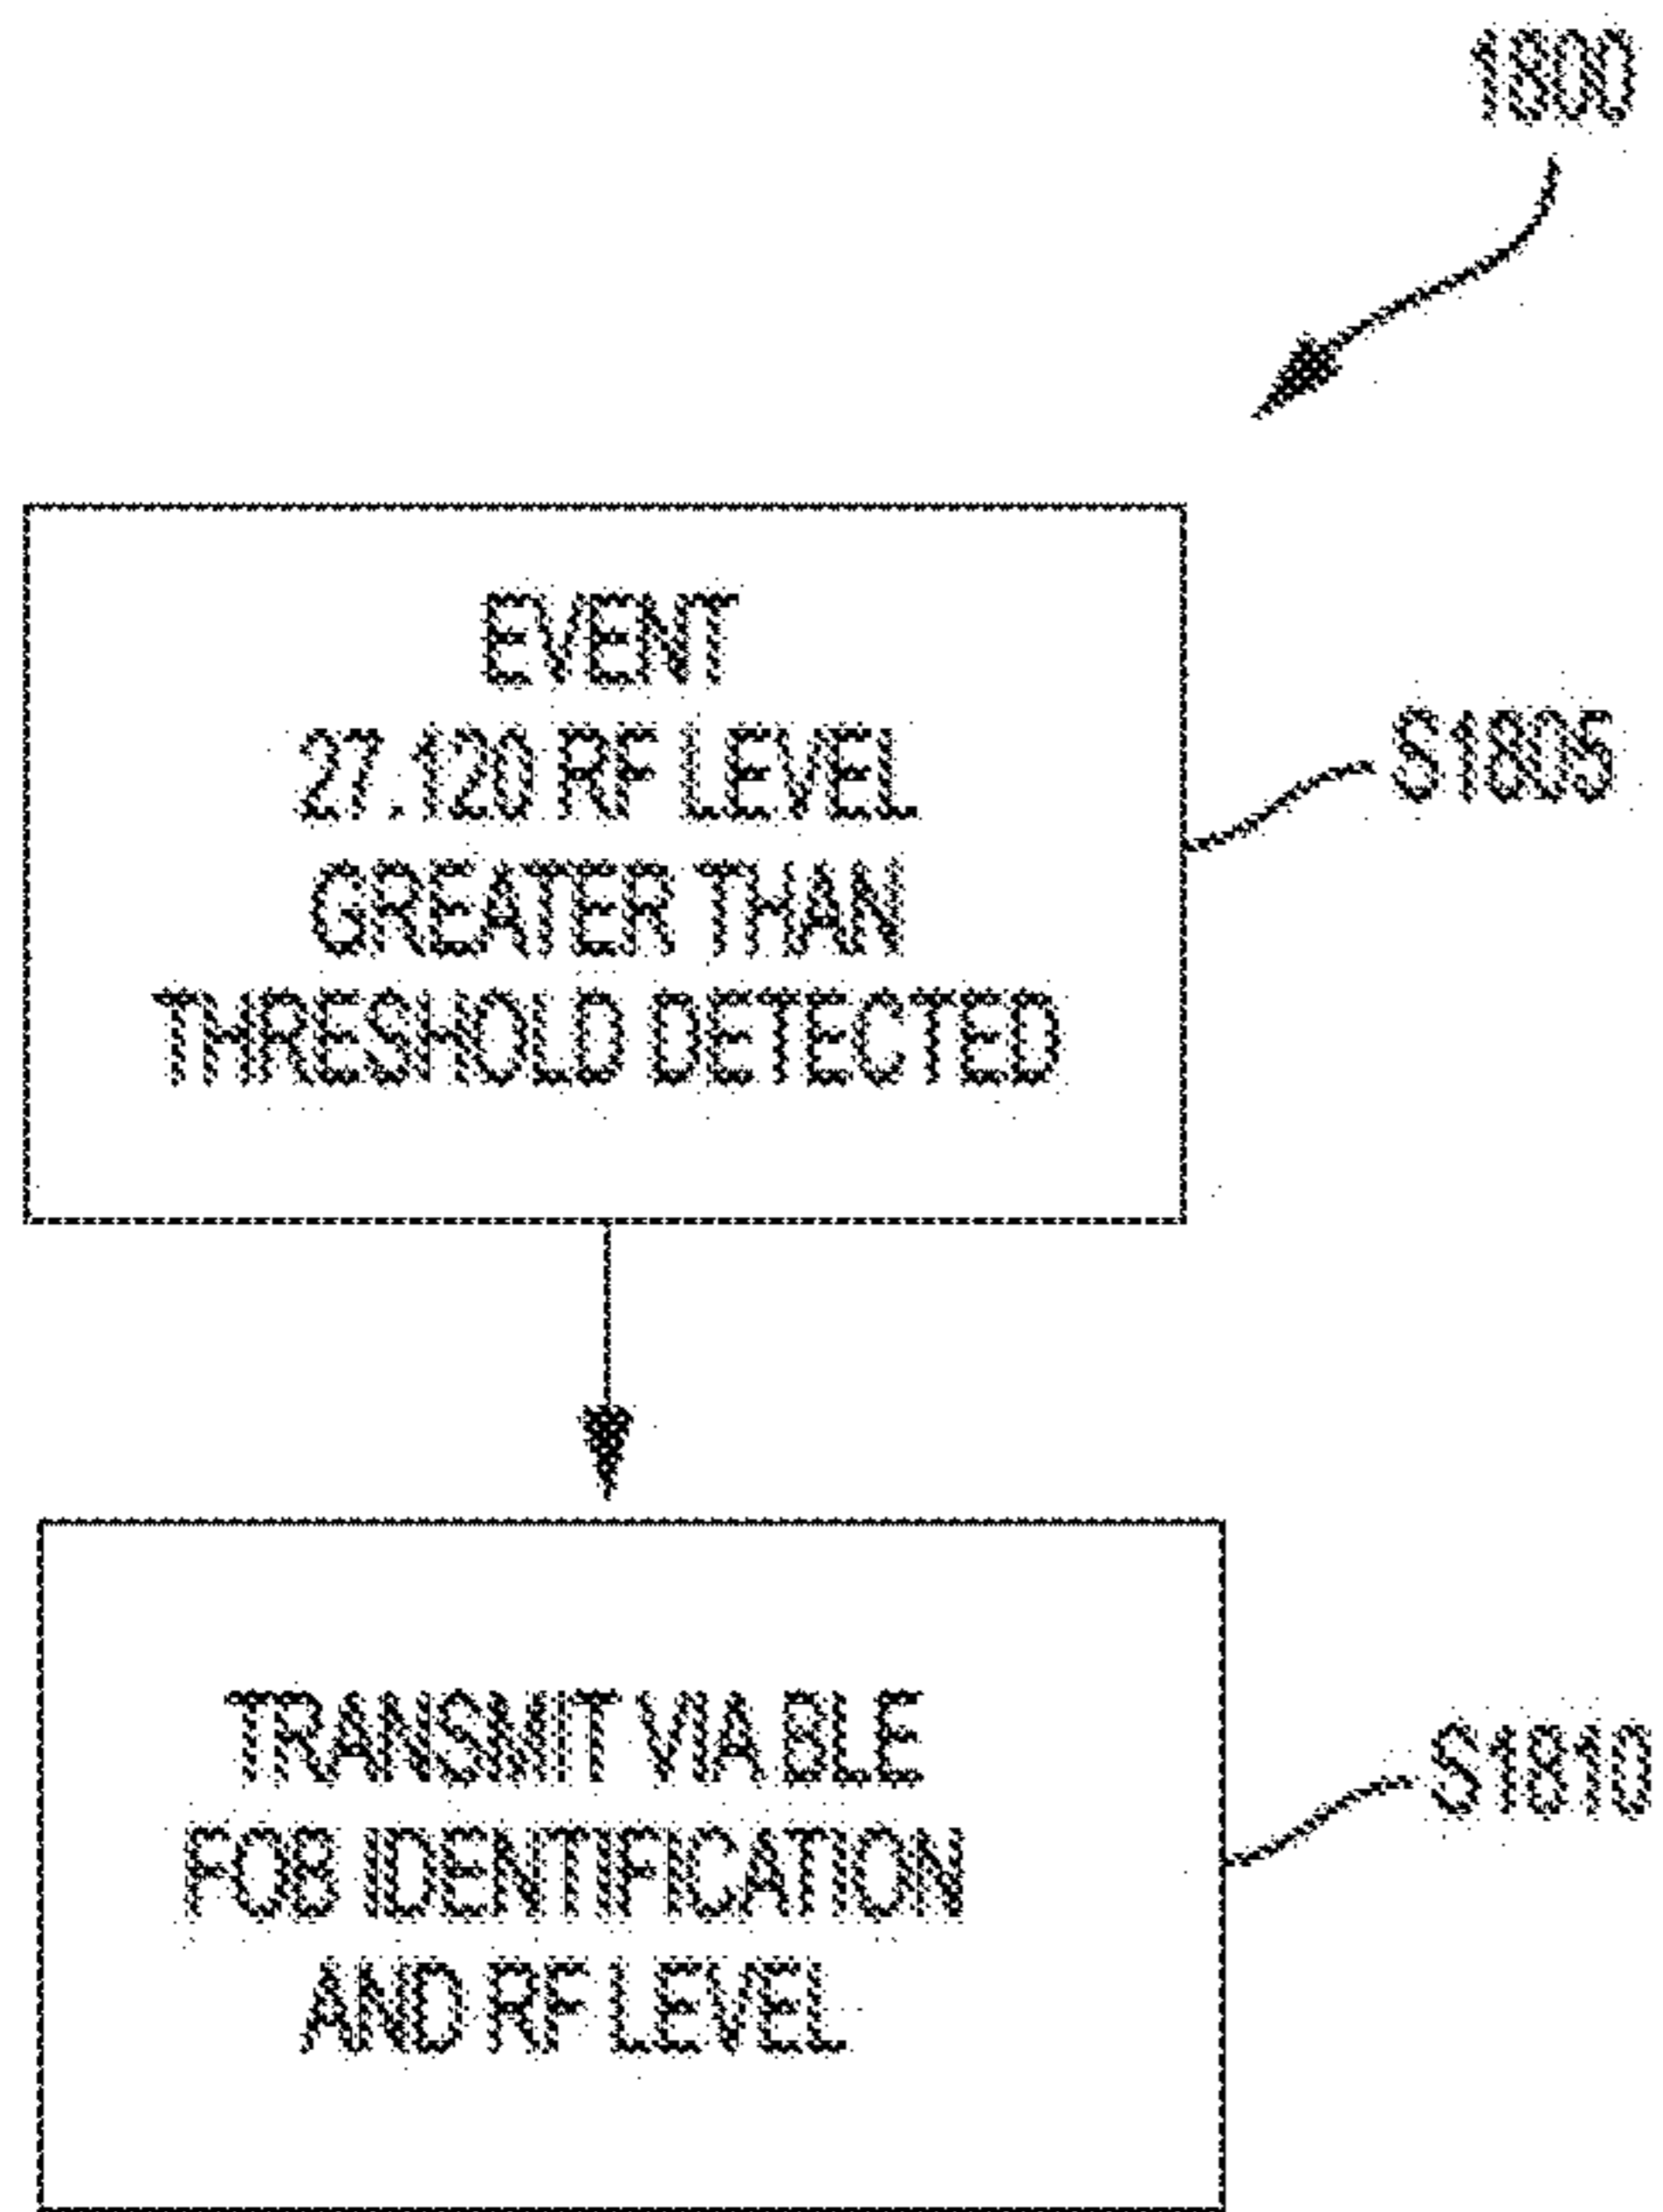 1800
EVENT
27.120 RF LEVEL
GREATER THAN
THRESHOLD DETECTED
S1805
TRANSMIT VIA BLE
FOB IDENTIFICATION
AND RF LEVEL
S1810